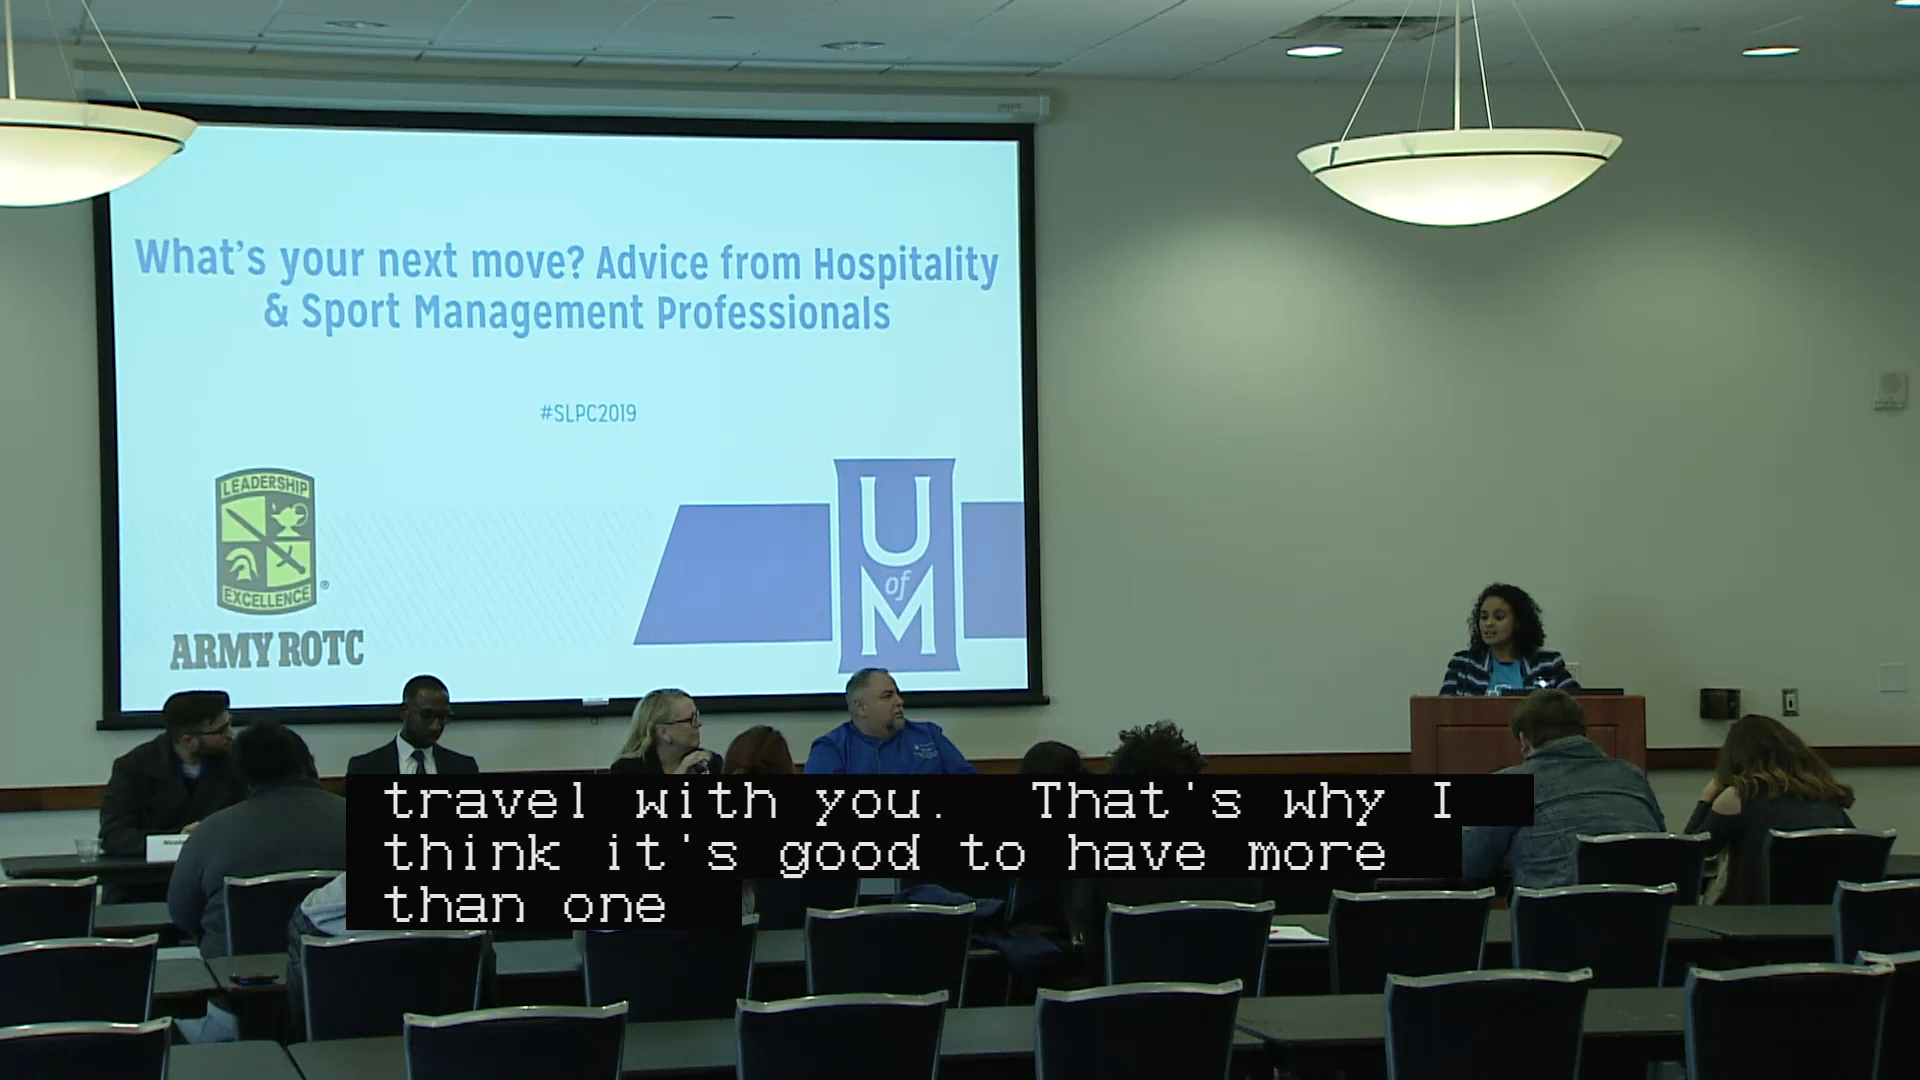 What's your next move? Advice from Hospitality
& Sport Management Professionals
#SLPC2019
LEADERSHIP
EXCELLENCE
®
ARMY ROTC
U
of
M
travel with you.  That's why I
think it's good to have more
than one